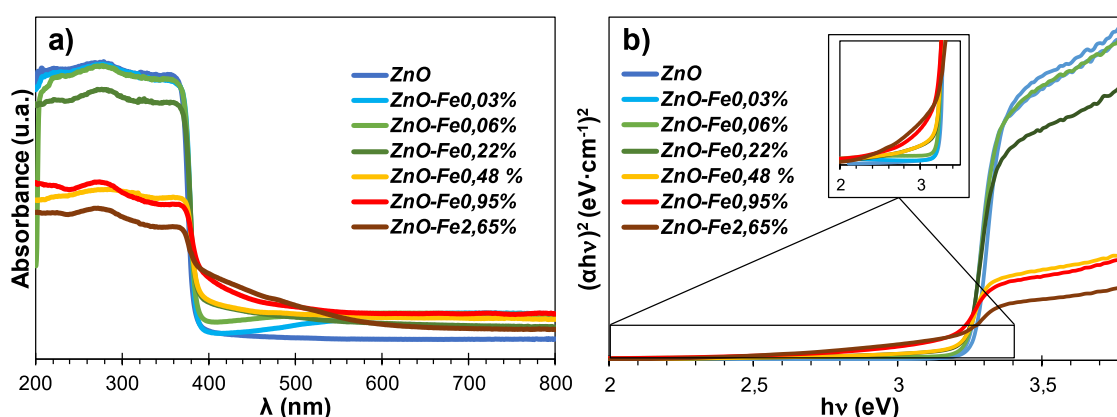 a)
Absorbance (u.a.)
ZnO
ZnO-Fe0,03%
ZnO-Fe0,06%
ZnO-Fe0,22%
ZnO-Fe0,48 %
ZnO-Fe0,95%
ZnO-Fe2,65%
200 300 400 500 600 700 800
λ (nm)
b)
(αhν)² (eV·cm⁻¹)²
ZnO
ZnO-Fe0,03%
ZnO-Fe0,06%
ZnO-Fe0,22%
ZnO-Fe0,48 %
ZnO-Fe0,95%
ZnO-Fe2,65%
2 3
2 2,5 3 3,5
hν (eV)